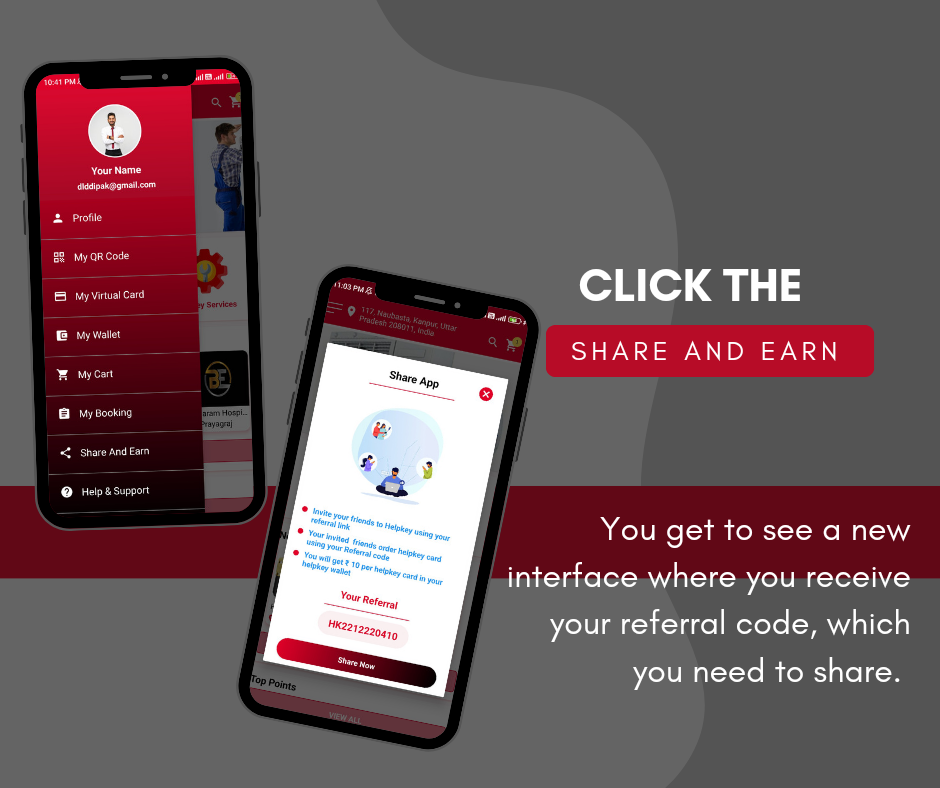 10:41 PM
Your Name
dlddipak@gmail.com
Profile
My QR Code
My Virtual Card
My Wallet
My Cart
My Booking
Share And Earn
Help & Support
ey Services
aram Hospi...
Prayagraj
11:03 PM
117, Naubasta, Kanpur, Uttar
Pradesh 208011, India
Share App
Invite your friends to Helpkey using your
referral link
Your invited friends order helpkey card
using your Referral code
You will get ₹ 10 per helpkey card in your
helpkey wallet
Your Referral
HK2212220410
Share Now
Top Points
VIEW ALL
CLICK THE
SHARE AND EARN
You get to see a new
interface where you receive
your referral code, which
you need to share.